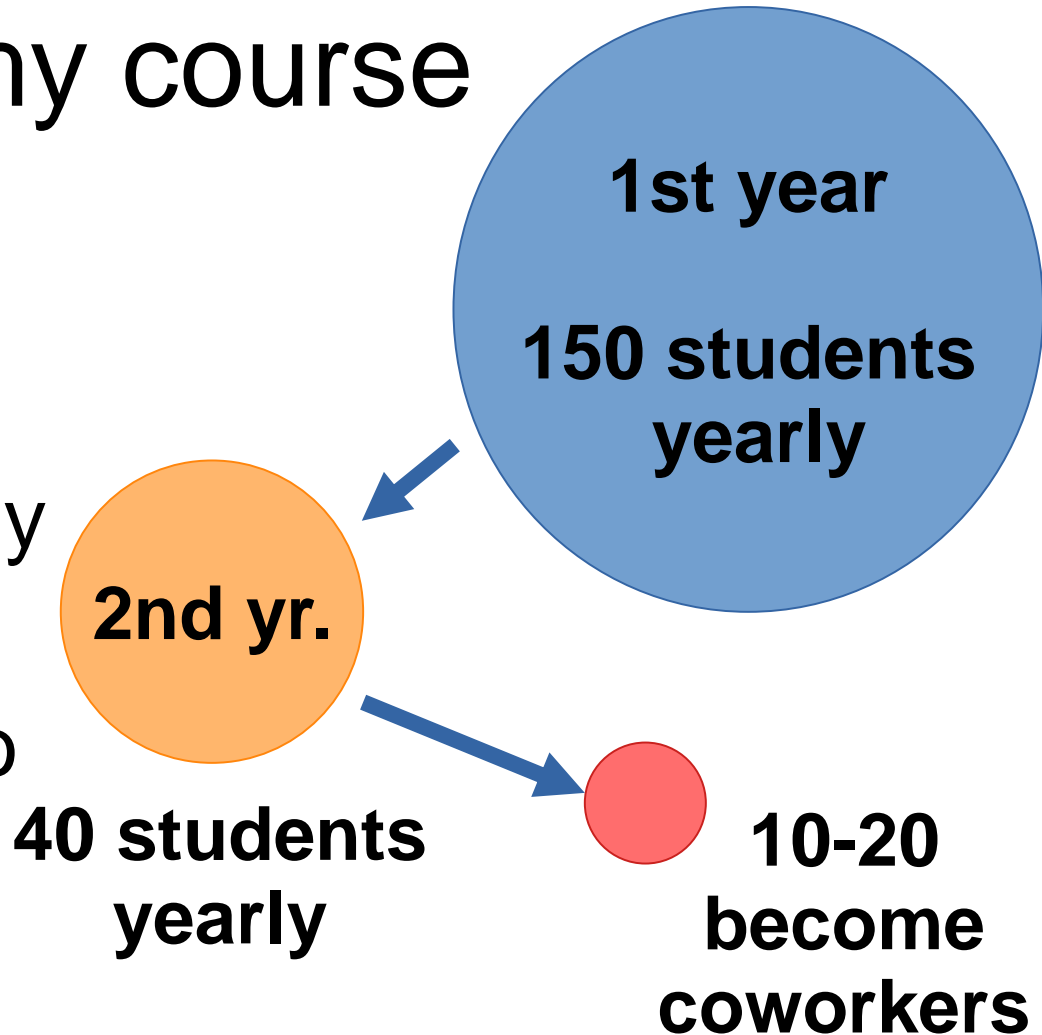 ny course
1st year
150 students
yearly
y
2nd yr.
o
40 students
yearly
10-20
become
coworkers